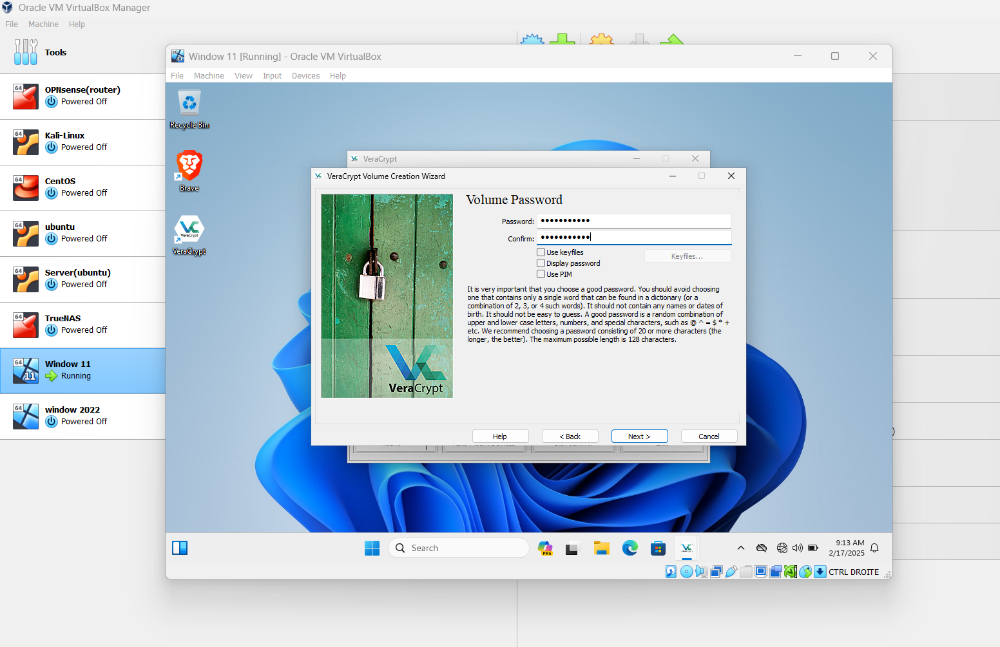 Oracle VM VirtualBox Manager
File Machine Help
Tools
64
OPNsense(router)
Powered Off
64
Kali-Linux
Powered Off
64
CentOS
Powered Off
64
ubuntu
Powered Off
64
Server(ubuntu)
Powered Off
64
TrueNAS
Powered Off
64
11
Window 11
Running
64
window 2022
Powered Off
Window 11 [Running] - Oracle VM VirtualBox
File Machine View Input Devices Help
Recycle Bin
Brave
VeraCrypt
VeraCrypt
VeraCrypt
VeraCrypt Volume Creation Wizard
VeraCrypt
Volume Password
Password: •••••••••••
Confirm: •••••••••••
Use keyfiles
Keyfiles...
Display password
Use PIM
It is very important that you choose a good password. You should avoid choosing
one that contains only a single word that can be found in a dictionary (or a
combination of 2, 3, or 4 such words). It should not contain any names or dates of
birth. It should not be easy to guess. A good password is a random combination of
upper and lower case letters, numbers, and special characters, such as @ ^ = $ * +
etc. We recommend choosing a password consisting of 20 or more characters (the
longer, the better). The maximum possible length is 128 characters.
Help < Back Next > Cancel
Search
PRE
9:13 AM
2/17/2025
CTRL DROITE